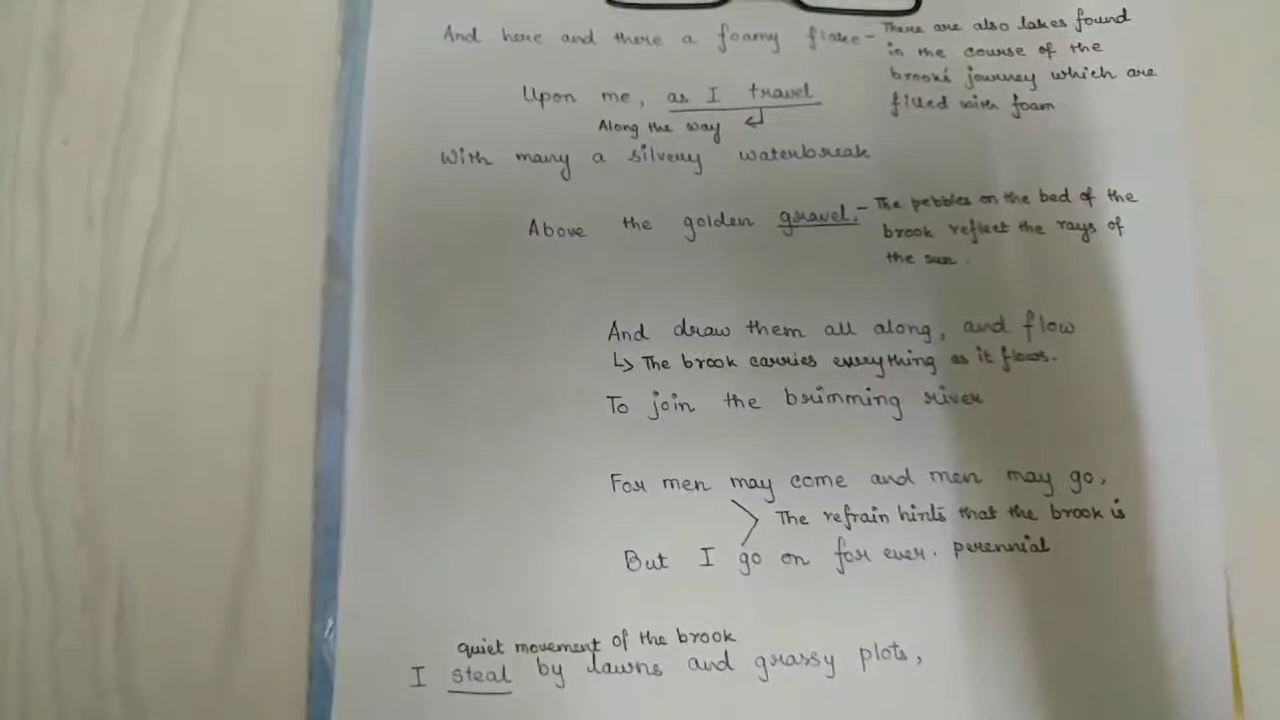 And here and there a foamy flake - There are also lakes found
in the course of the
brook's journey which are
filled with foam
Upon me, as I travel
Along the way
With many a silvery waterbreak
Above the golden gravel, - The pebbles on the bed of the
brook reflect the rays of
the sun.
And draw them all along, and flow
↳ The brook carries everything as it flows.
To join the brimming river
For men may come and men may go,
The refrain hints that the brook is
perennial
But I go on for ever.
quiet movement of the brook
I steal by lawns and grassy plots,